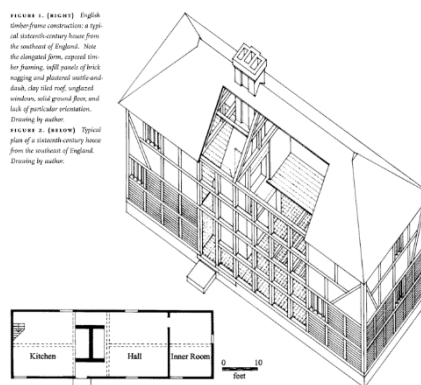 FIGURE 1. (RIGHT) English
timber-frame construction: a typi-
cal sixteenth-century house from
the southeast of England. Note
the elongated form, exposed tim-
ber framing, infill panels of brick
nogging and plastered wattle-and-
daub, clay tiled roof, unglazed
windows, solid ground floor, and
lack of particular orientation.
Drawing by author.
FIGURE 2. (BELOW) Typical
plan of a sixteenth-century house
from the southeast of England.
Drawing by author.
Kitchen
Hall
Inner Room
0 10
feet